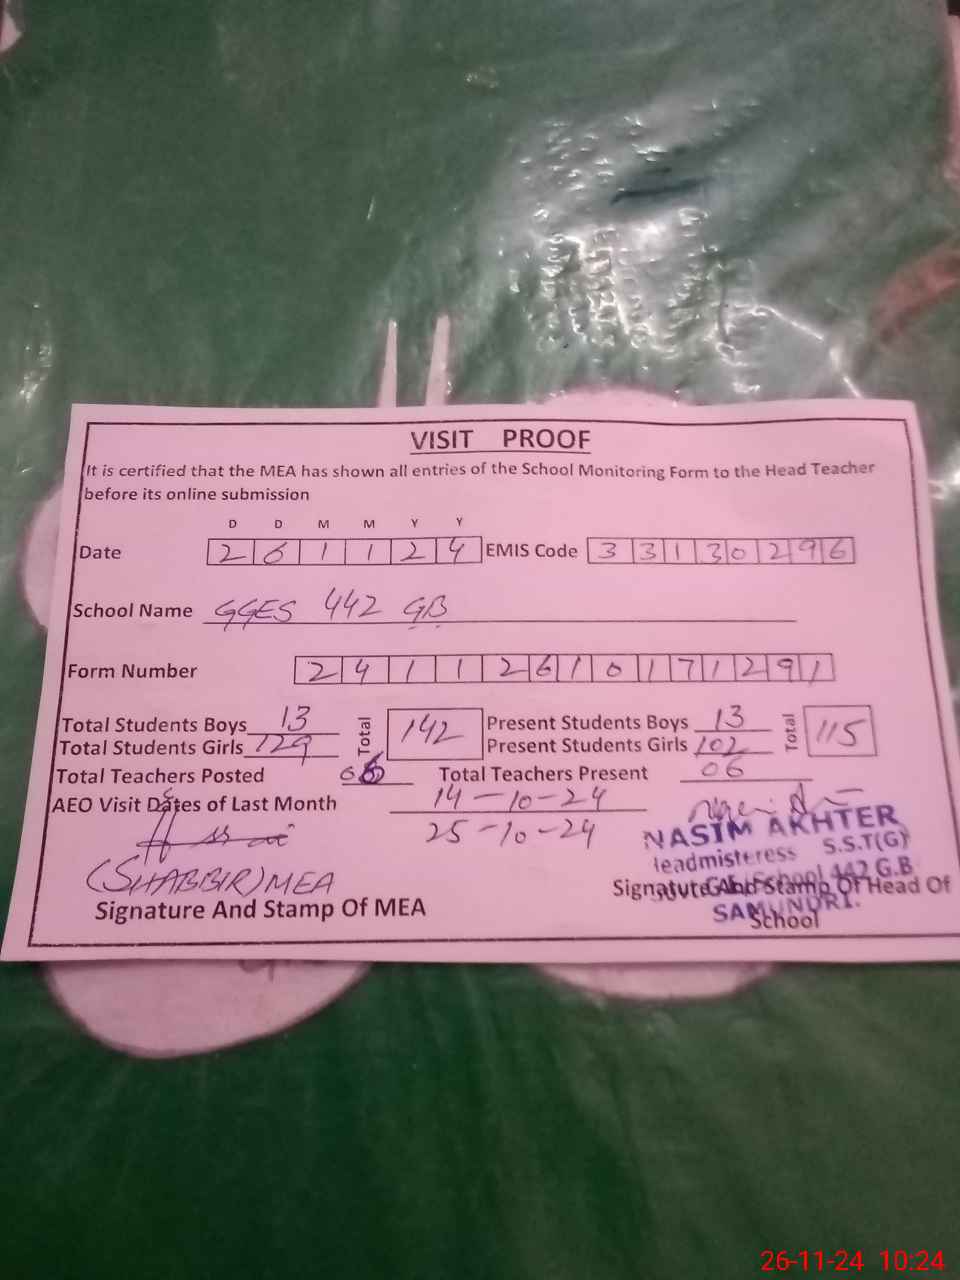 VISIT PROOF
It is certified that the MEA has shown all entries of the School Monitoring Form to the Head Teacher
before its online submission
D D M M Y Y
Date 2 6 1 1 2 4 EMIS Code 3 3 1 3 0 2 9 6
School Name GGES 442 GB
Form Number 2 4 1 1 2 6 1 0 1 7 1 2 9 1
Total Students Boys 13 Total 142 Present Students Boys 13 Total 115
Total Students Girls 129 Present Students Girls 102
Total Teachers Posted 06 Total Teachers Present 06
AEO Visit Dates of Last Month 14-10-24
25-10-24
NASIM AKHTER
Headmisteress S.S.T(G)
School 442 G.B
SAMUNDRI.
(SHABBIR) MEA
Signature And Stamp Of MEA
Signature And Stamp Of Head Of
School
26-11-24 10:24